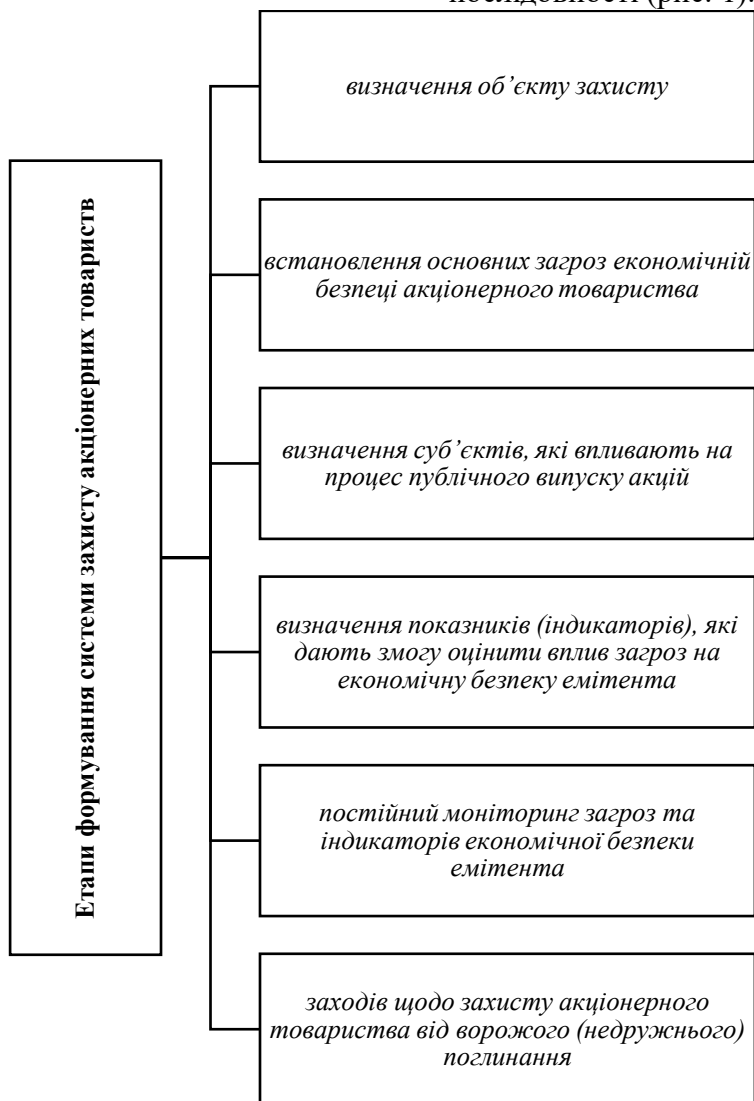 послідовності (рис. 1).
Етапи формування системи захисту акціонерних товариств
визначення об’єкту захисту
встановлення основних загроз економічній
безпеці акціонерного товариства
визначення суб’єктів, які впливають на
процес публічного випуску акцій
визначення показників (індикаторів), які
дають змогу оцінити вплив загроз на
економічну безпеку емітента
постійний моніторинг загроз та
індикаторів економічної безпеки
емітента
заходів щодо захисту акціонерного
товариства від ворожого (недружнього)
поглинання